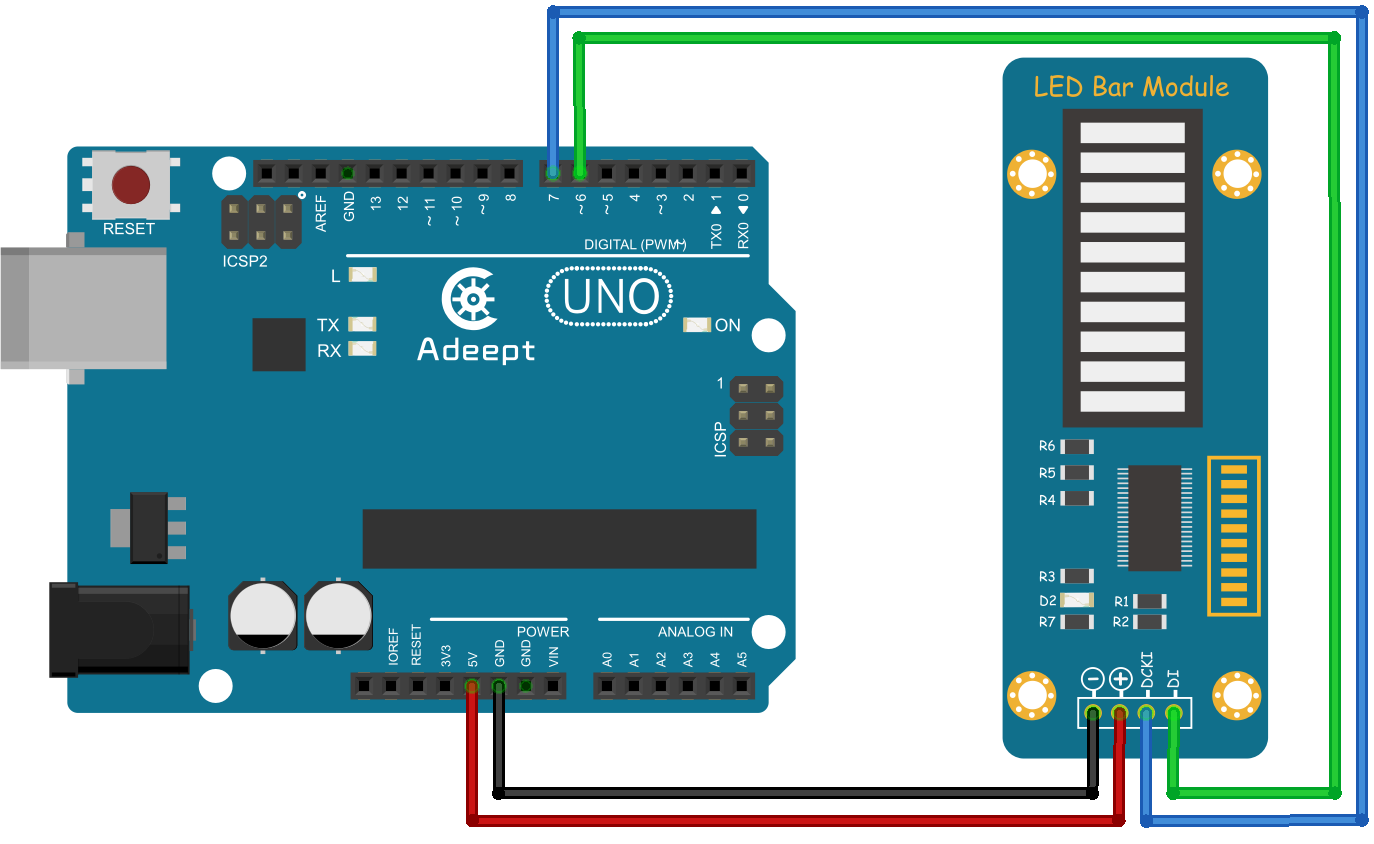 LED Bar Module
RESET
ICSP2
AREF
GND
13
12
~11
~10
~9
8
7
~6
~5
4
~3
2
TX0 ▶ 1
RX0 ◀ 0
DIGITAL (PWM~)
L
TX
RX
Adeept
UNO
ON
1
ICSP
R6
R5
R4
R3
D2
R7
R1
R2
POWER
ANALOG IN
IOREF
RESET
3V3
5V
GND
GND
VIN
A0
A1
A2
A3
A4
A5
−
+
DCKI
DI